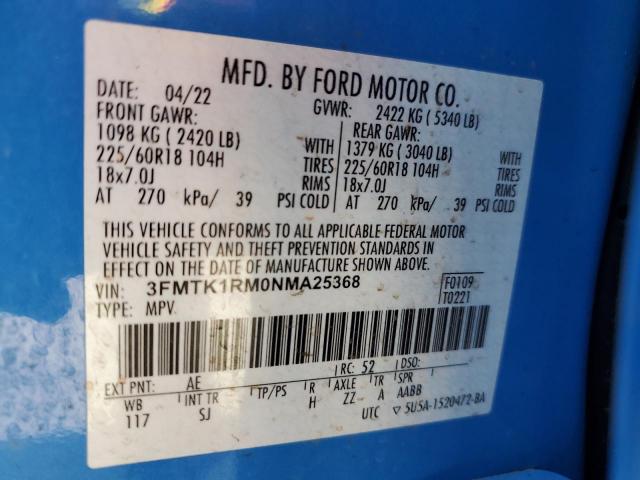 MFD. BY FORD MOTOR CO.
DATE: 04/22 GVWR: 2422 KG ( 5340 LB)
FRONT GAWR: REAR GAWR:
1098 KG ( 2420 LB) WITH 1379 KG ( 3040 LB) WITH
225/60R18 104H TIRES 225/60R18 104H TIRES
18x7.0J RIMS 18x7.0J RIMS
AT 270 kPa/ 39 PSI COLD AT 270 kPa/ 39 PSI COLD
THIS VEHICLE CONFORMS TO ALL APPLICABLE FEDERAL MOTOR
VEHICLE SAFETY AND THEFT PREVENTION STANDARDS IN
EFFECT ON THE DATE OF MANUFACTURE SHOWN ABOVE.
VIN: 3FMTK1RM0NMA25368 F0109
TYPE: MPV T0221
RC: 52 DSO:
EXT PNT: AE
WB INT TR TP/PS R AXLE TR SPR
117 SJ H ZZ A AABB
UTC ▽ 5U5A-1520472-BA